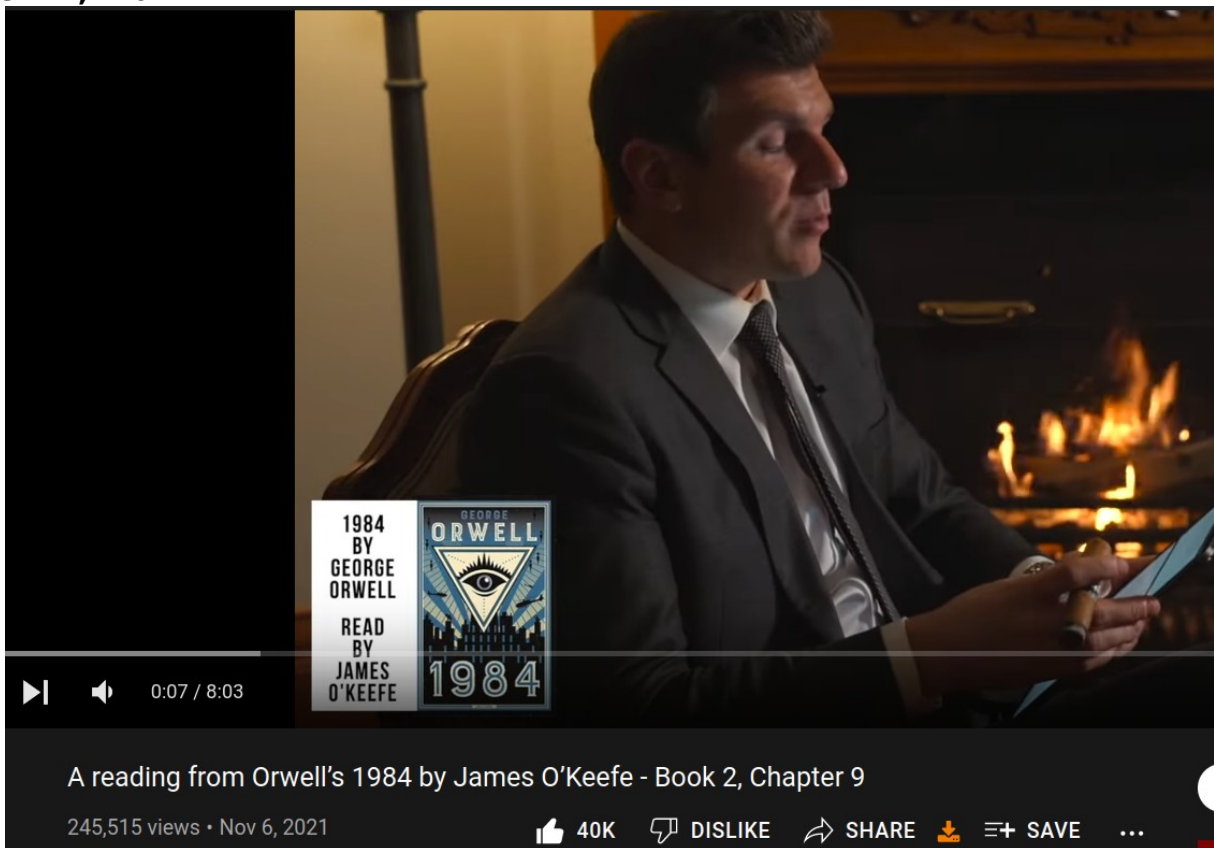 1984
BY
GEORGE
ORWELL
READ
BY
JAMES
O'KEEFE
GEORGE
ORWELL
1984
0:07 / 8:03
A reading from Orwell’s 1984 by James O’Keefe - Book 2, Chapter 9
245,515 views • Nov 6, 2021
40K DISLIKE SHARE SAVE ...